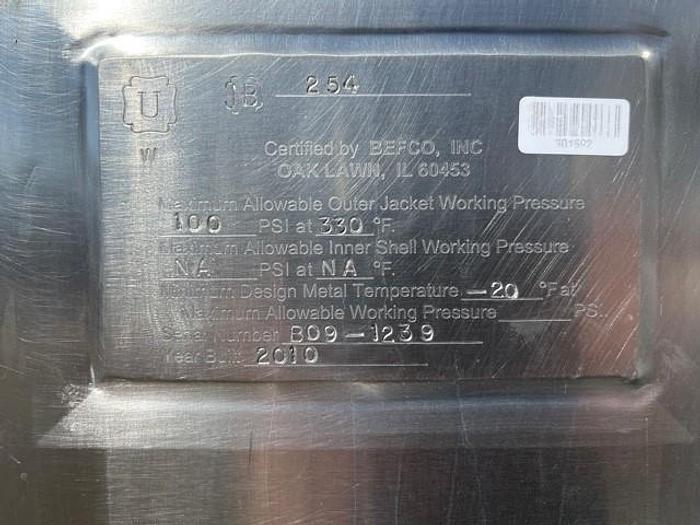 U
W
JB 254
301592
Certified by BEFCO, INC
OAK LAWN, IL 60453
Maximum Allowable Outer Jacket Working Pressure
100 PSI at 330 °F.
Maximum Allowable Inner Shell Working Pressure
NA PSI at NA °F.
Minimum Design Metal Temperature -20 °F at
Maximum Allowable Working Pressure PSI.
Serial Number B09-1239
Year Built 2010